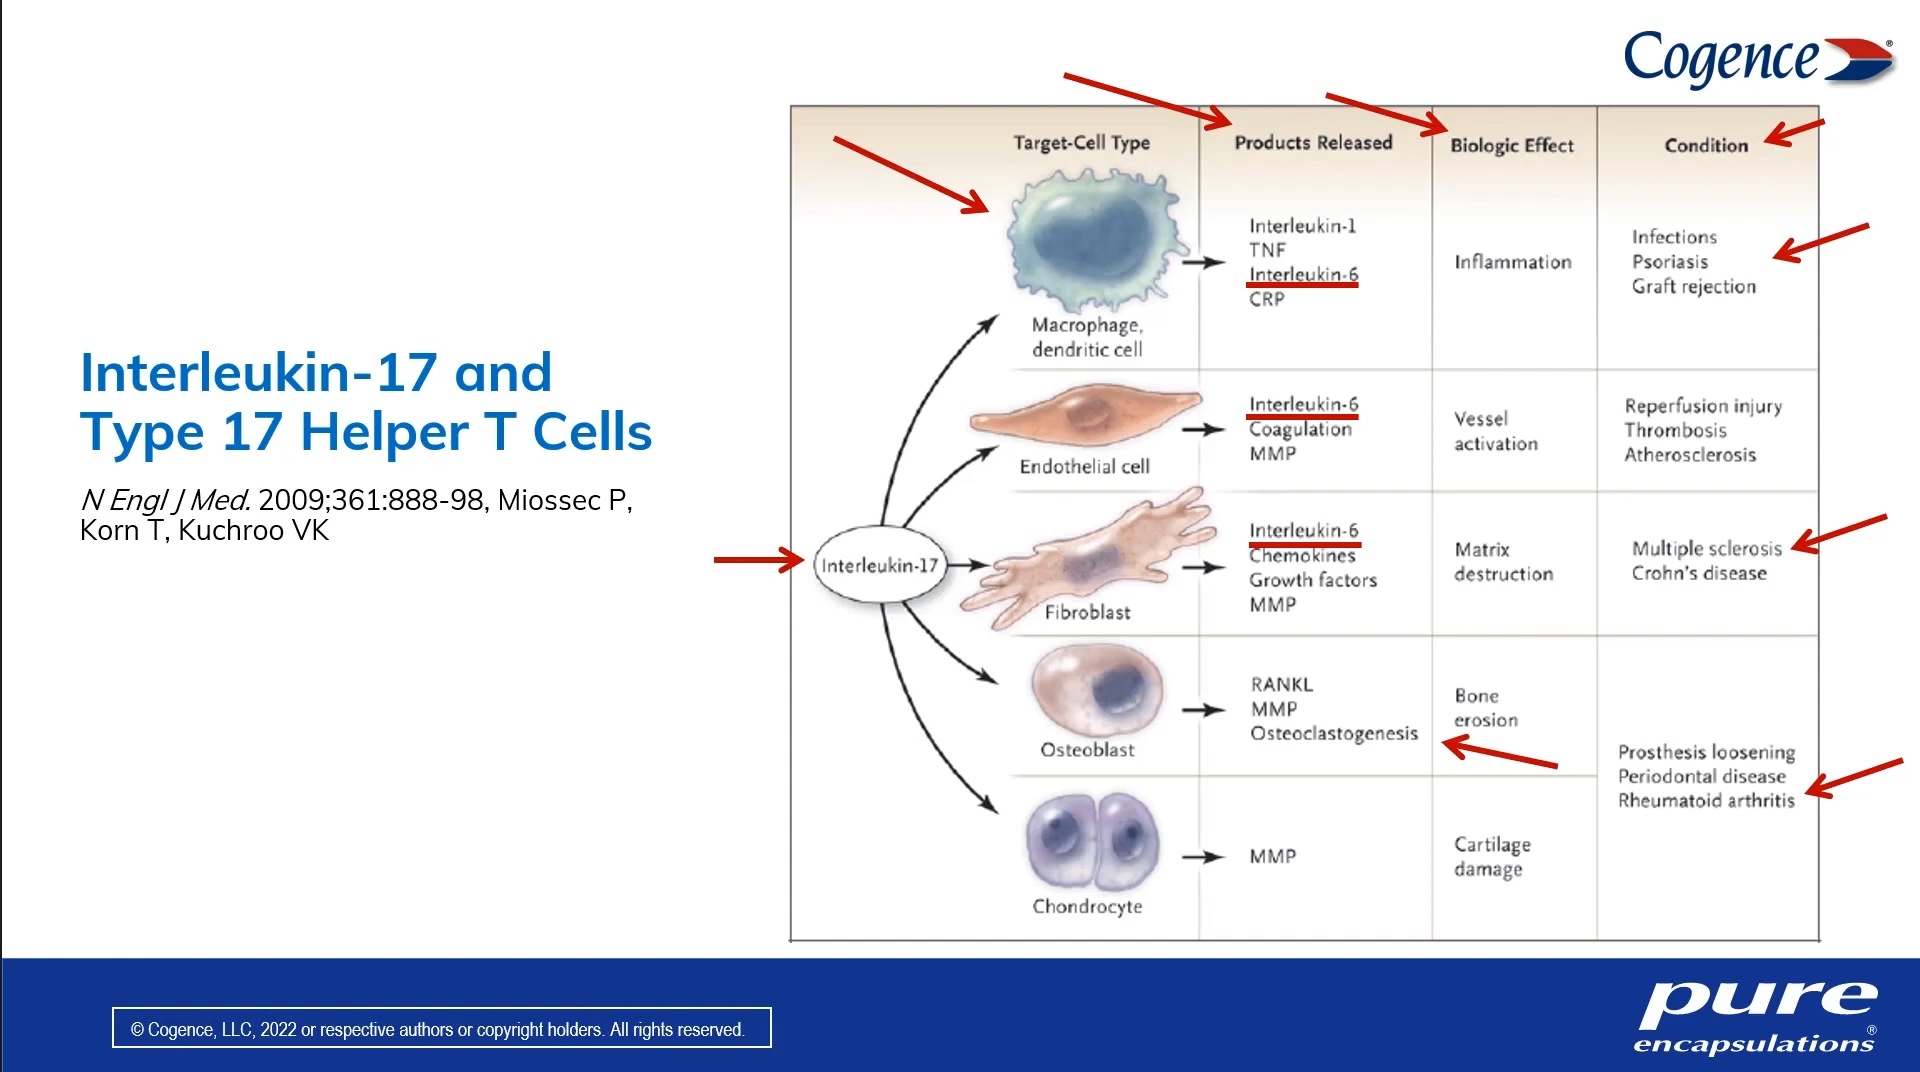 Cogence®
Interleukin-17 and
Type 17 Helper T Cells
N Engl J Med. 2009;361:888-98, Miossec P,
Korn T, Kuchroo VK
Target-Cell Type
Products Released
Biologic Effect
Condition
Interleukin-17
Macrophage,
dendritic cell
Interleukin-1
TNF
Interleukin-6
CRP
Inflammation
Infections
Psoriasis
Graft rejection
Endothelial cell
Interleukin-6
Coagulation
MMP
Vessel
activation
Reperfusion injury
Thrombosis
Atherosclerosis
Fibroblast
Interleukin-6
Chemokines
Growth factors
MMP
Matrix
destruction
Multiple sclerosis
Crohn's disease
Osteoblast
RANKL
MMP
Osteoclastogenesis
Bone
erosion
Prosthesis loosening
Periodontal disease
Rheumatoid arthritis
Chondrocyte
MMP
Cartilage
damage
© Cogence, LLC, 2022 or respective authors or copyright holders. All rights reserved.
pure
encapsulations®